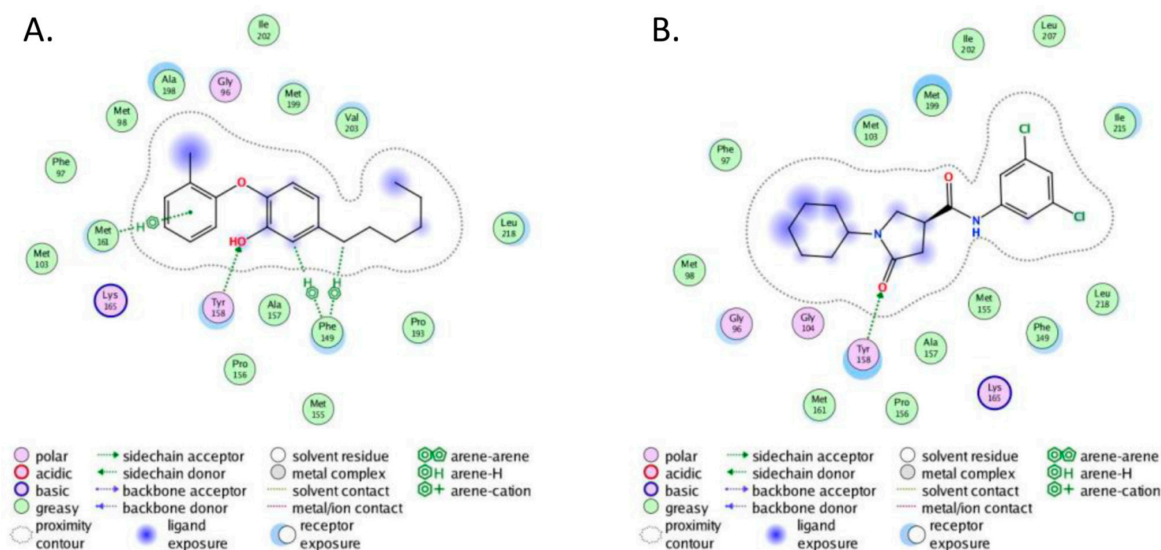 A.
Ile
202
Ala
198
Gly
96
Met
199
Val
203
Met
98
Phe
97
Met
161
H
Met
103
Lys
165
O
HO
Tyr
158
Ala
157
H
H
Phe
149
Leu
218
Pro
193
Pro
156
Met
155
polar
acidic
basic
greasy
proximity
contour
sidechain acceptor
sidechain donor
backbone acceptor
backbone donor
ligand
exposure
solvent residue
metal complex
solvent contact
metal/ion contact
receptor
exposure
arene-arene
H arene-H
+ arene-cation
B.
Leu
207
Ile
202
Met
199
Met
103
Phe
97
Ile
215
Cl
Cl
O
N
H
N
O
Met
98
Gly
96
Gly
104
Tyr
158
Ala
157
Met
155
Phe
149
Leu
218
Met
161
Pro
156
Lys
165
polar
acidic
basic
greasy
proximity
contour
sidechain acceptor
sidechain donor
backbone acceptor
backbone donor
ligand
exposure
solvent residue
metal complex
solvent contact
metal/ion contact
receptor
exposure
arene-arene
H arene-H
+ arene-cation